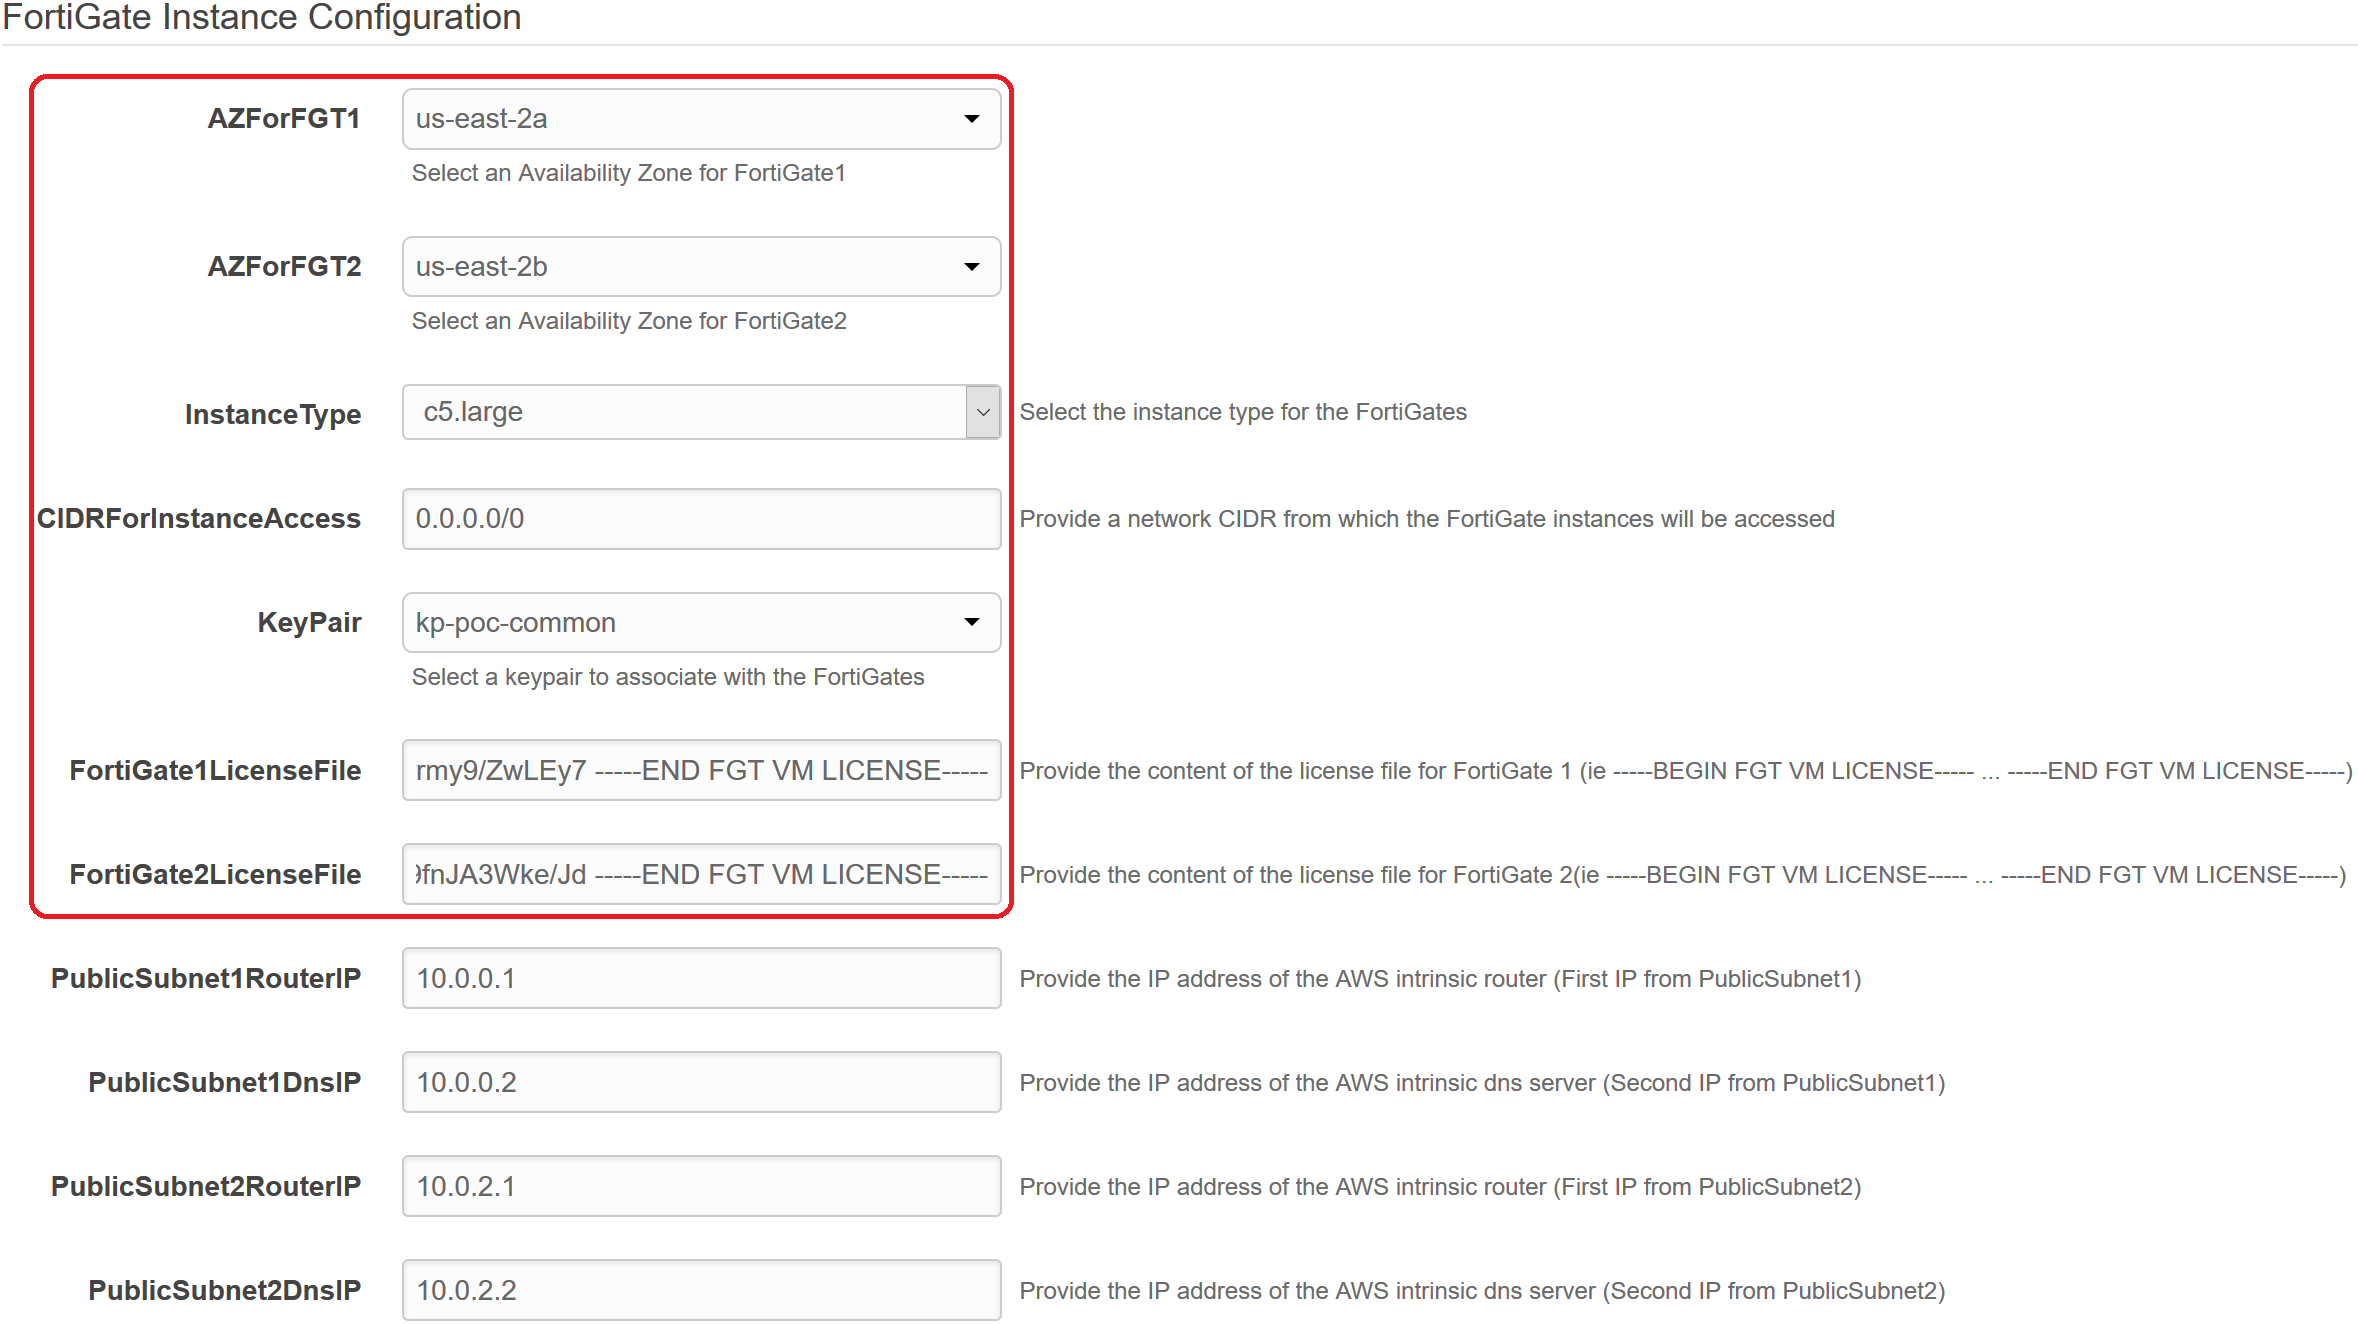 FortiGate Instance Configuration
AZForFGT1
us-east-2a
Select an Availability Zone for FortiGate1
AZForFGT2
us-east-2b
Select an Availability Zone for FortiGate2
InstanceType
c5.large
Select the instance type for the FortiGates
CIDRForInstanceAccess
0.0.0.0/0
Provide a network CIDR from which the FortiGate instances will be accessed
KeyPair
kp-poc-common
Select a keypair to associate with the FortiGates
FortiGate1LicenseFile
rmy9/ZwLEy7 -----END FGT VM LICENSE-----
Provide the content of the license file for FortiGate 1 (ie -----BEGIN FGT VM LICENSE----- ... -----END FGT VM LICENSE-----)
FortiGate2LicenseFile
9fnJA3Wke/Jd -----END FGT VM LICENSE-----
Provide the content of the license file for FortiGate 2(ie -----BEGIN FGT VM LICENSE----- ... -----END FGT VM LICENSE-----)
PublicSubnet1RouterIP
10.0.0.1
Provide the IP address of the AWS intrinsic router (First IP from PublicSubnet1)
PublicSubnet1DnsIP
10.0.0.2
Provide the IP address of the AWS intrinsic dns server (Second IP from PublicSubnet1)
PublicSubnet2RouterIP
10.0.2.1
Provide the IP address of the AWS intrinsic router (First IP from PublicSubnet2)
PublicSubnet2DnsIP
10.0.2.2
Provide the IP address of the AWS intrinsic dns server (Second IP from PublicSubnet2)